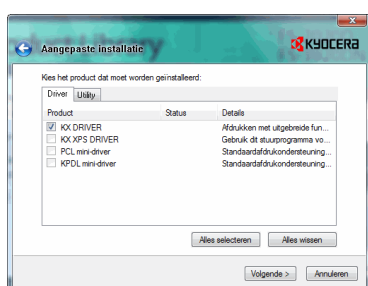 Aangepaste installatie
KYOCERA
Kies het product dat moet worden geïnstalleerd:
Driver Utility
Product Status Details
KX DRIVER Afdrukken met uitgebreide fun...
KX XPS DRIVER Gebruik dit stuurprogramma vo...
PCL mini-driver Standaardafdrukondersteuning...
KPDL mini-driver Standaardafdrukondersteuning...
Alles selecteren Alles wissen
Volgende > Annuleren